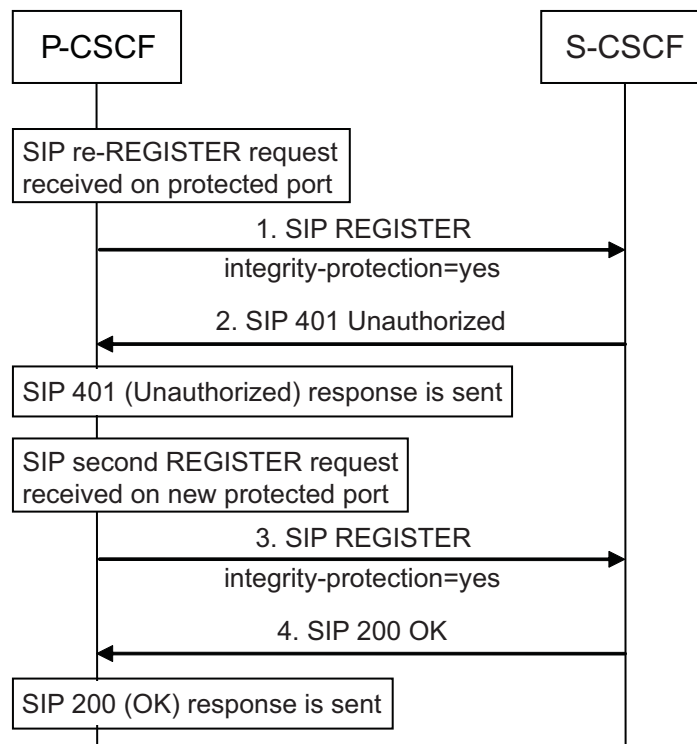 P-CSCF
S-CSCF
SIP re-REGISTER request
received on protected port
1. SIP REGISTER
integrity-protection=yes
2. SIP 401 Unauthorized
SIP 401 (Unauthorized) response is sent
SIP second REGISTER request
received on new protected port
3. SIP REGISTER
integrity-protection=yes
4. SIP 200 OK
SIP 200 (OK) response is sent